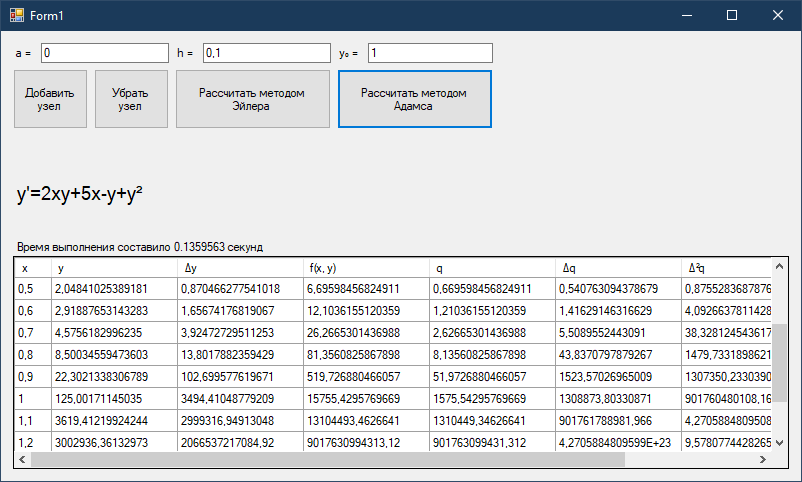 Form1
a = 0 h = 0,1 y₀ = 1
Добавить узел Убрать узел Рассчитать методом Эйлера Рассчитать методом Адамса
y'=2xy+5x-y+y²
Время выполнения составило 0.1359563 секунд
x y Δy f(x, y) q Δq Δ²q
0,5 2,04841025389181 0,870466277541018 6,69598456824911 0,669598456824911 0,540763094378679 0,8755283687876
0,6 2,91887653143283 1,65674176819067 12,1036155120359 1,21036155120359 1,41629146316629 4,0926637811428
0,7 4,5756182996235 3,92472729511253 26,2665301436988 2,62665301436988 5,5089552443091 38,328124543617
0,8 8,50034559473603 13,8017882359429 81,3560825867898 8,13560825867898 43,8370797879267 1479,7331898621
0,9 22,3021338306789 102,699577619671 519,726880466057 51,9726880466057 1523,57026965009 1307350,2330390
1 125,00171145035 3494,41048779209 15755,4295769669 1575,54295769669 1308873,80330871 901760480108,16
1,1 3619,41219924244 2999316,94913048 13104493,4626641 1310449,34626641 901761788981,966 4,2705884809508
1,2 3002936,36132973 2066537217084,92 9017630994313,12 901763099431,312 4,2705884809599E+23 9,5780774428265